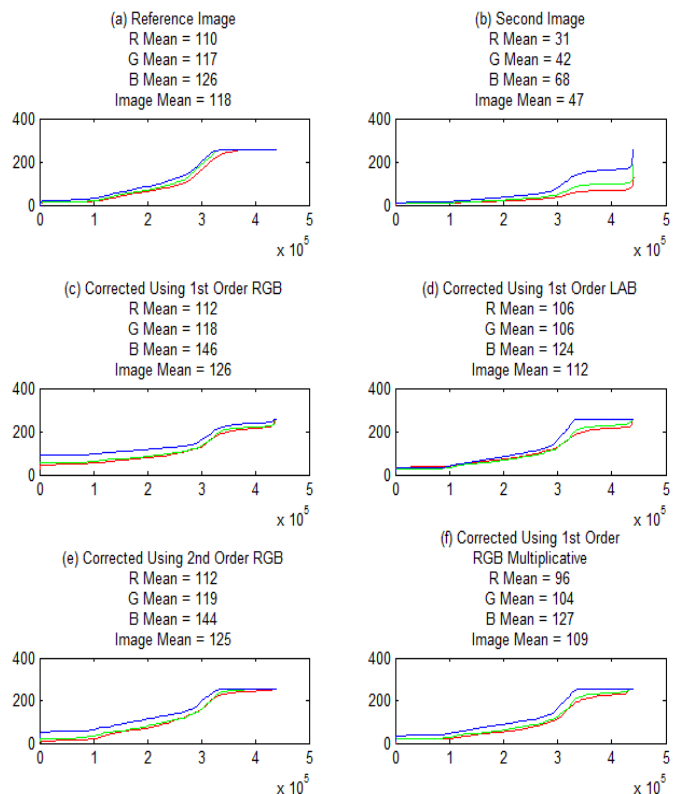 (a) Reference Image
R Mean = 110
G Mean = 117
B Mean = 126
Image Mean = 118
400
200
0
0 1 2 3 4 5
x 10^5
(b) Second Image
R Mean = 31
G Mean = 42
B Mean = 68
Image Mean = 47
400
200
0
0 1 2 3 4 5
x 10^5
(c) Corrected Using 1st Order RGB
R Mean = 112
G Mean = 118
B Mean = 146
Image Mean = 126
400
200
0
0 1 2 3 4 5
x 10^5
(d) Corrected Using 1st Order LAB
R Mean = 106
G Mean = 106
B Mean = 124
Image Mean = 112
400
200
0
0 1 2 3 4 5
x 10^5
(e) Corrected Using 2nd Order RGB
R Mean = 112
G Mean = 119
B Mean = 144
Image Mean = 125
400
200
0
0 1 2 3 4 5
x 10^5
(f) Corrected Using 1st Order
RGB Multiplicative
R Mean = 96
G Mean = 104
B Mean = 127
Image Mean = 109
400
200
0
0 1 2 3 4 5
x 10^5